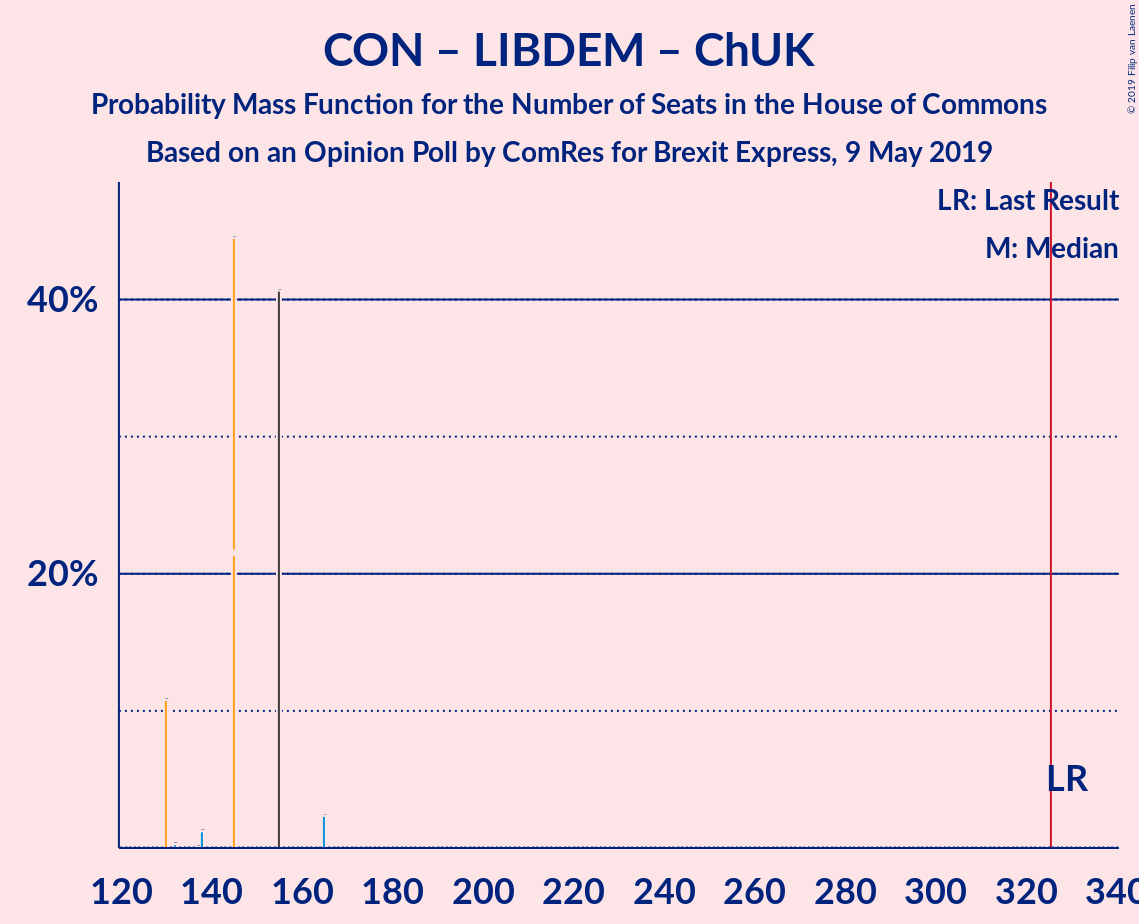 CON – LIBDEM – ChUK
Probability Mass Function for the Number of Seats in the House of Commons
Based on an Opinion Poll by ComRes for Brexit Express, 9 May 2019
© 2019 Filip van Laenen
LR: Last Result
M: Median
40%
20%
LR
120 140 160 180 200 220 240 260 280 300 320 340